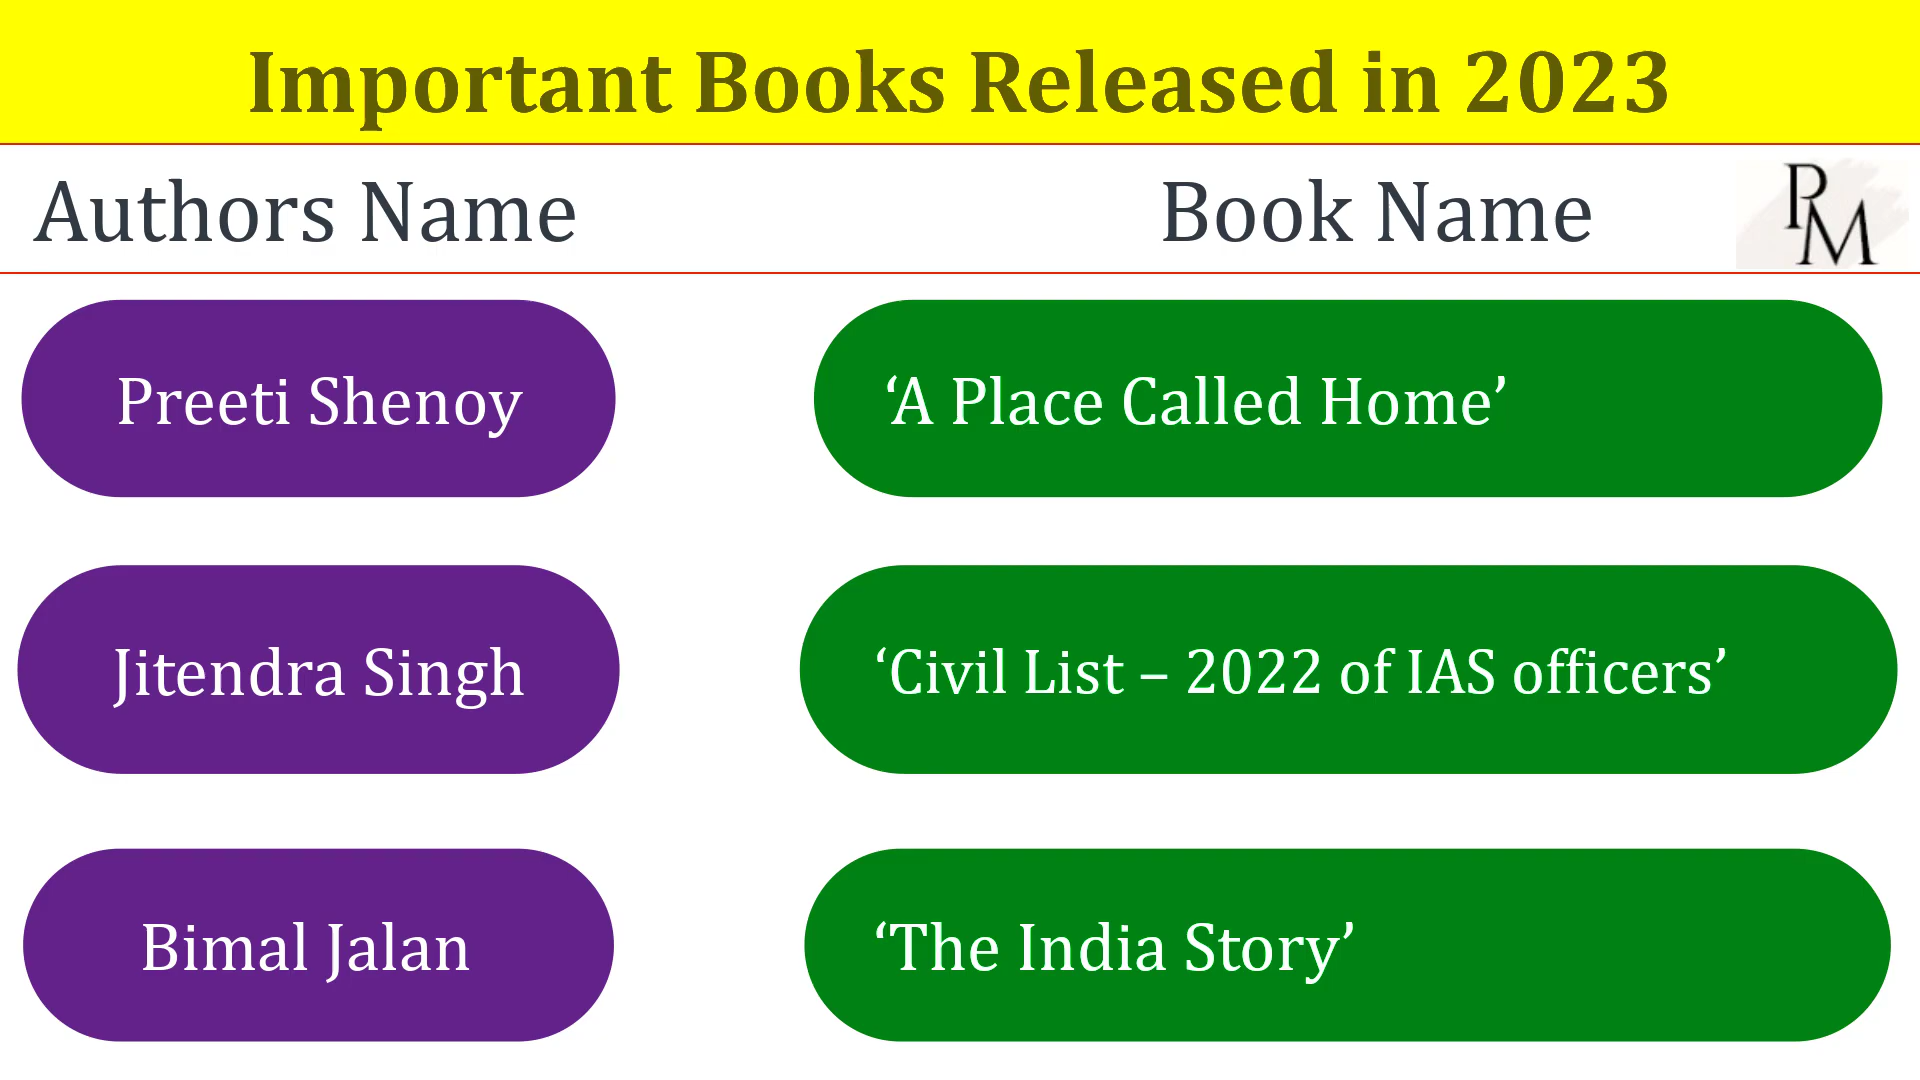 Important Books Released in 2023
Authors Name
Book Name
PM
Preeti Shenoy
‘A Place Called Home’
Jitendra Singh
‘Civil List – 2022 of IAS officers’
Bimal Jalan
‘The India Story’